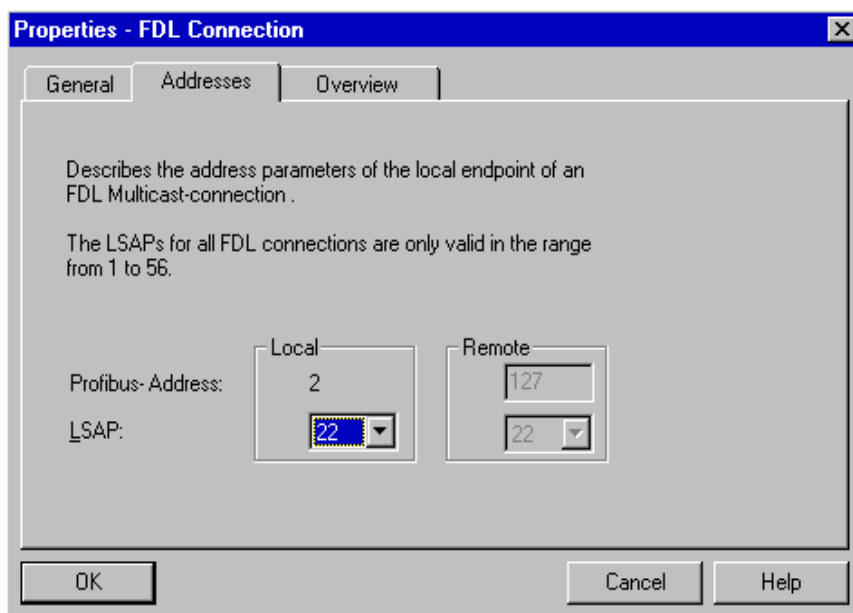 Properties - FDL Connection
General Addresses Overview
Describes the address parameters of the local endpoint of an
FDL Multicast-connection .
The LSAPs for all FDL connections are only valid in the range
from 1 to 56.
Local Remote
Profibus- Address: 2 127
LSAP: 22 22
OK Cancel Help